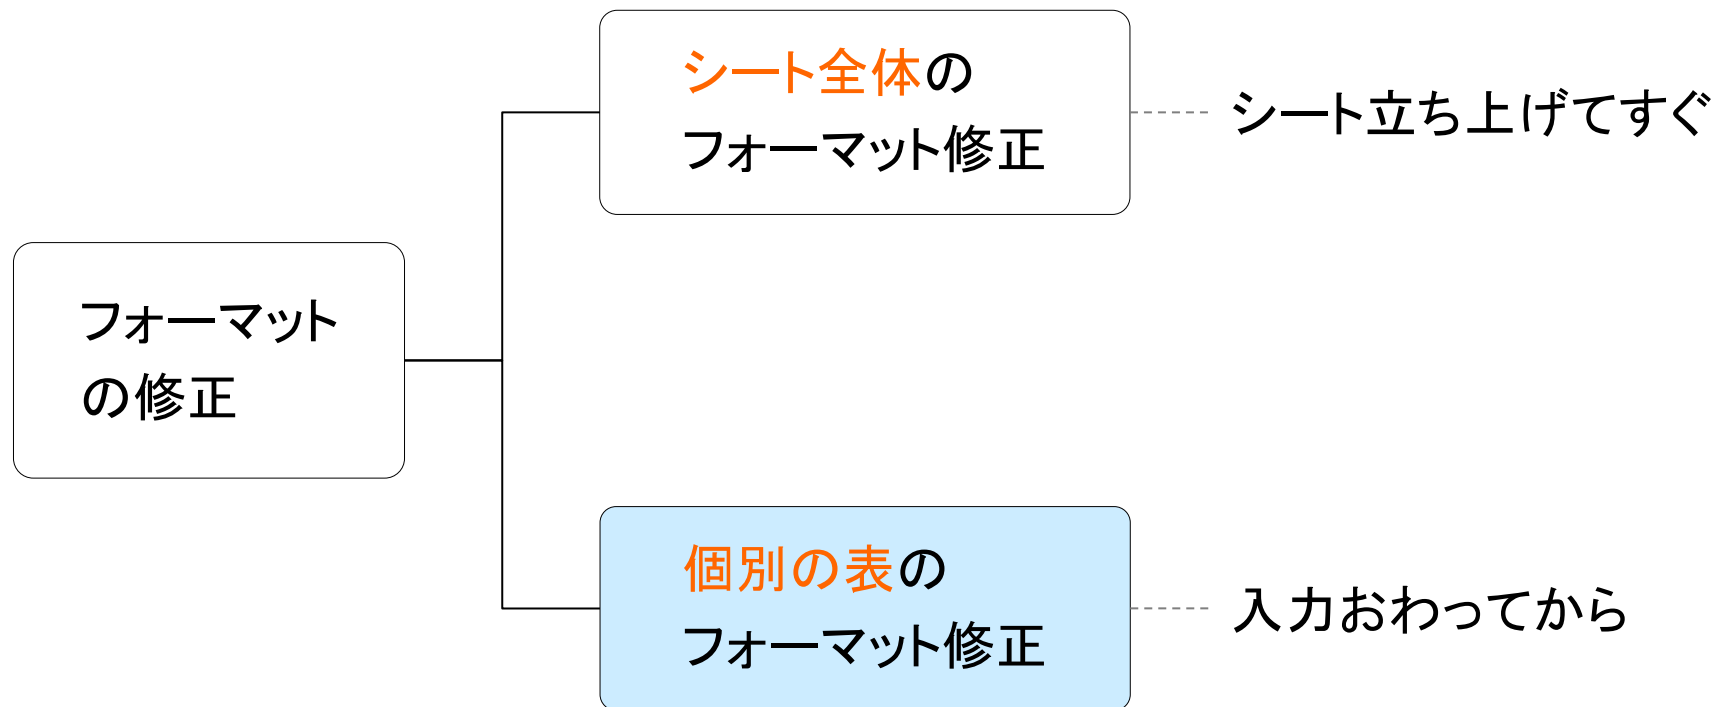 シート全体の
フォーマット修正
シート立ち上げてすぐ
フォーマット
の修正
個別の表の
フォーマット修正
入力おわってから